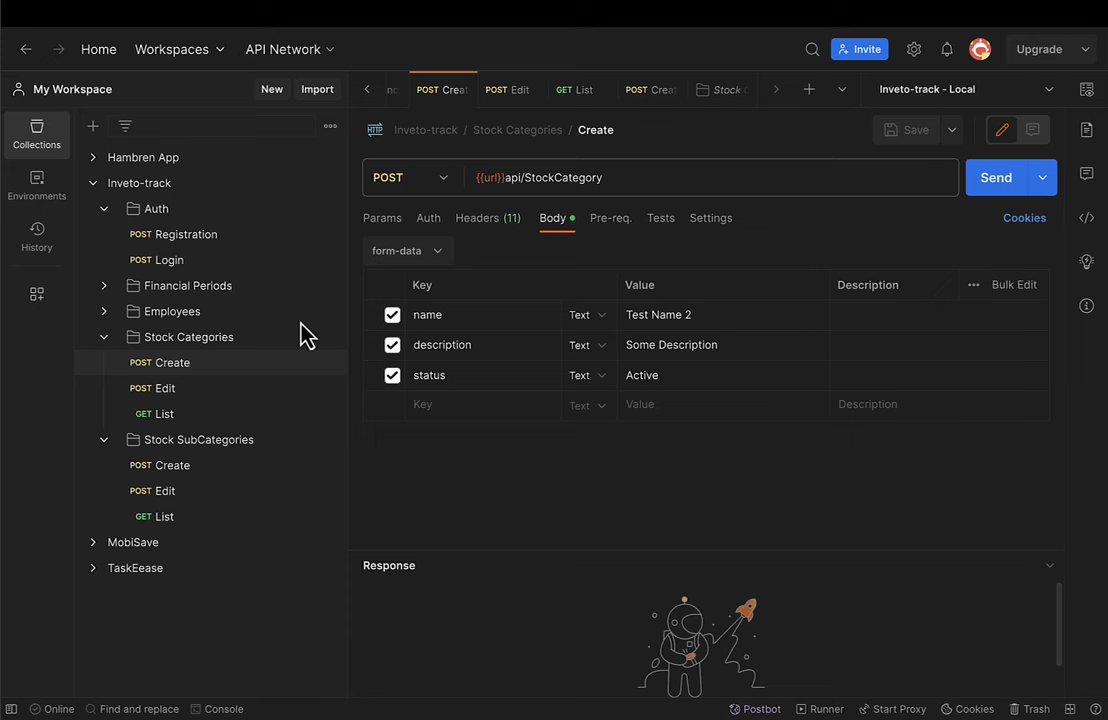 Home Workspaces API Network Invite Upgrade
My Workspace New Import POST Crea POST Edit GET List POST Crea Stock Inveto-track - Local
Collections
Environments
History
Hambren App
Inveto-track
Auth
POST Registration
POST Login
Financial Periods
Employees
Stock Categories
POST Create
POST Edit
GET List
Stock SubCategories
POST Create
POST Edit
GET List
MobiSave
TaskEease
HTTP Inveto-track / Stock Categories / Create Save
POST {{url}}api/StockCategory Send
Params Auth Headers (11) Body Pre-req. Tests Settings Cookies
form-data
Key Value Description ••• Bulk Edit
name Text Test Name 2
description Text Some Description
status Text Active
Key Text Value Description
Response
Online Find and replace Console Postbot Runner Start Proxy Cookies Trash